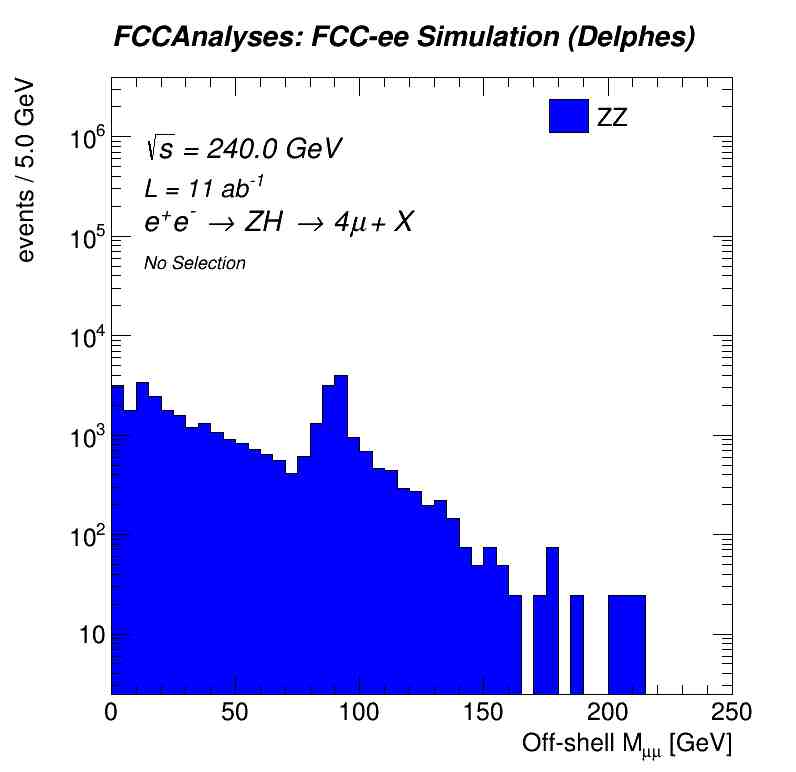 FCCAnalyses: FCC-ee Simulation (Delphes)
events / 5.0 GeV
ZZ
√s = 240.0 GeV
L = 11 ab⁻¹
e⁺e⁻ → ZH → 4μ + X
No Selection
10⁶
10⁵
10⁴
10³
10²
10
0 50 100 150 200 250
Off-shell M_μμ [GeV]